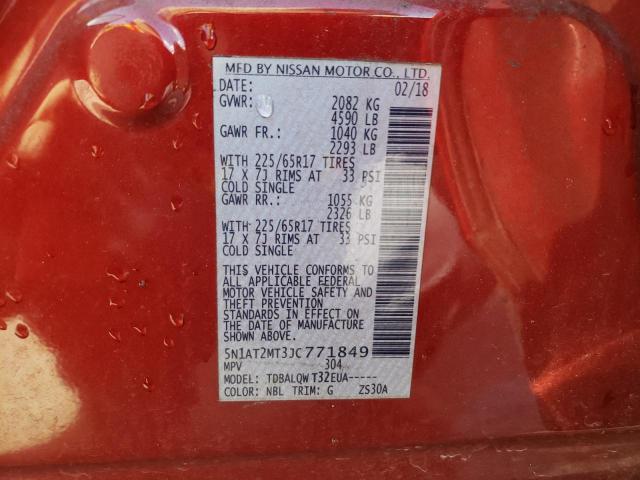 MFD BY NISSAN MOTOR CO., LTD.
DATE: 02/18
GVWR: 2082 KG
4590 LB
GAWR FR.: 1040 KG
2293 LB
WITH 225/65R17 TIRES
17 X 7J RIMS AT 33 PSI
COLD SINGLE
GAWR RR.: 1055 KG
2326 LB
WITH 225/65R17 TIRES
17 X 7J RIMS AT 33 PSI
COLD SINGLE
THIS VEHICLE CONFORMS TO
ALL APPLICABLE FEDERAL
MOTOR VEHICLE SAFETY AND
THEFT PREVENTION
STANDARDS IN EFFECT ON
THE DATE OF MANUFACTURE
SHOWN ABOVE.
5N1AT2MT3JC771849
MPV 304
MODEL: TDBALQW T32EUA-----
COLOR: NBL TRIM: G ZS30A